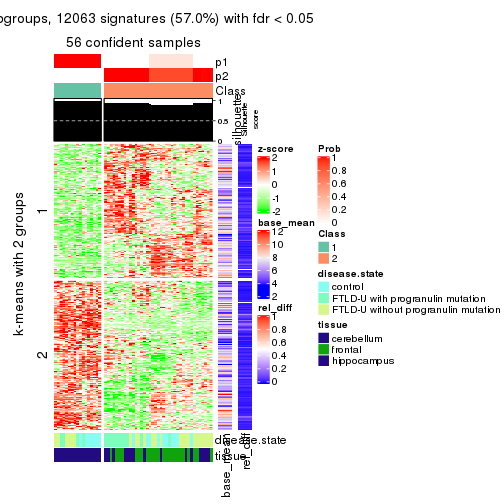 ogroups, 12063 signatures (57.0%) with fdr < 0.05
56 confident samples
p1
p2
Class
silhouette
Silhouette
score
1
0.5
0
k-means with 2 groups
1
2
z-score
2
1
0
-1
-2
base_mean
12
10
8
6
4
2
rel_diff
1
0.8
0.6
0.4
0.2
0
Prob
1
0.8
0.6
0.4
0.2
0
Class
1
2
disease.state
control
FTLD-U with progranulin mutation
FTLD-U without progranulin mutation
tissue
cerebellum
frontal
hippocampus
disease.state
tissue
base_mean
rel_diff